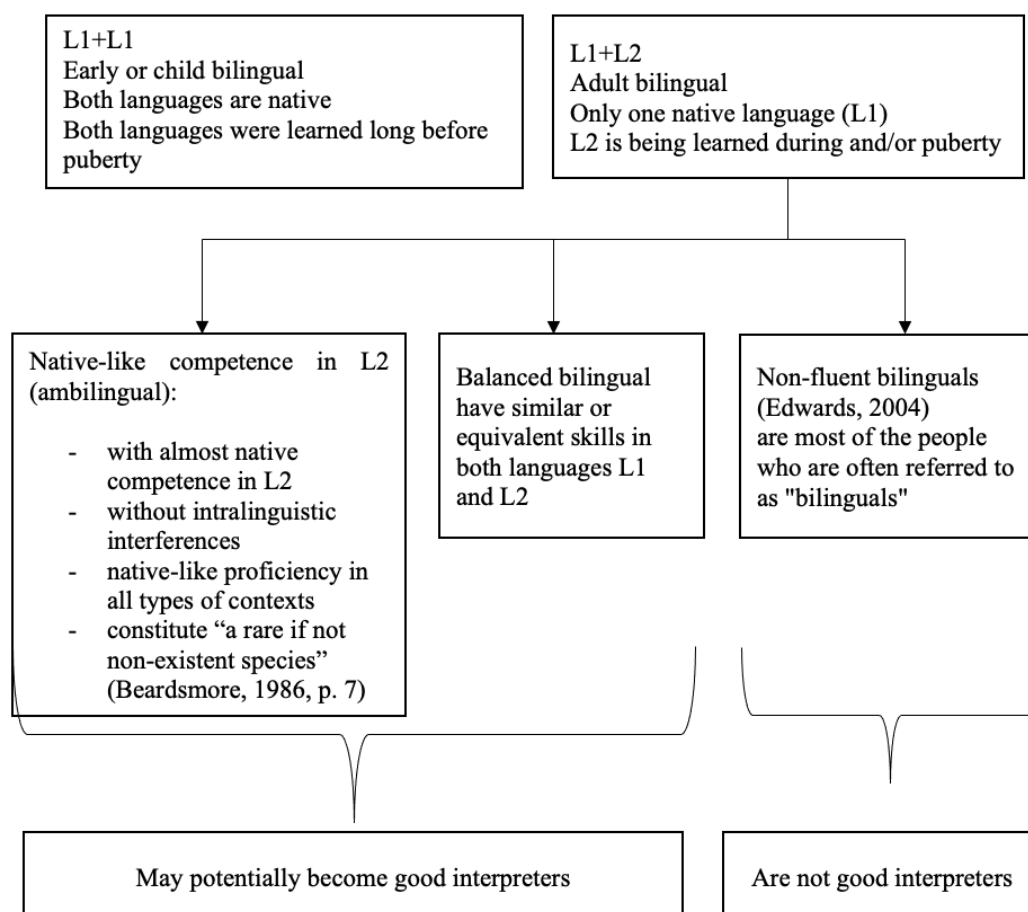 L1+L1
Early or child bilingual
Both languages are native
Both languages were learned long before
puberty
L1+L2
Adult bilingual
Only one native language (L1)
L2 is being learned during and/or puberty
Native-like competence in L2
(ambilingual):
- with almost native
competence in L2
- without intralinguistic
interferences
- native-like proficiency in
all types of contexts
- constitute “a rare if not
non-existent species”
(Beardsmore, 1986, p. 7)
Balanced bilingual
have similar or
equivalent skills in
both languages L1
and L2
Non-fluent bilinguals
(Edwards, 2004)
are most of the people
who are often referred to
as "bilinguals"
May potentially become good interpreters
Are not good interpreters